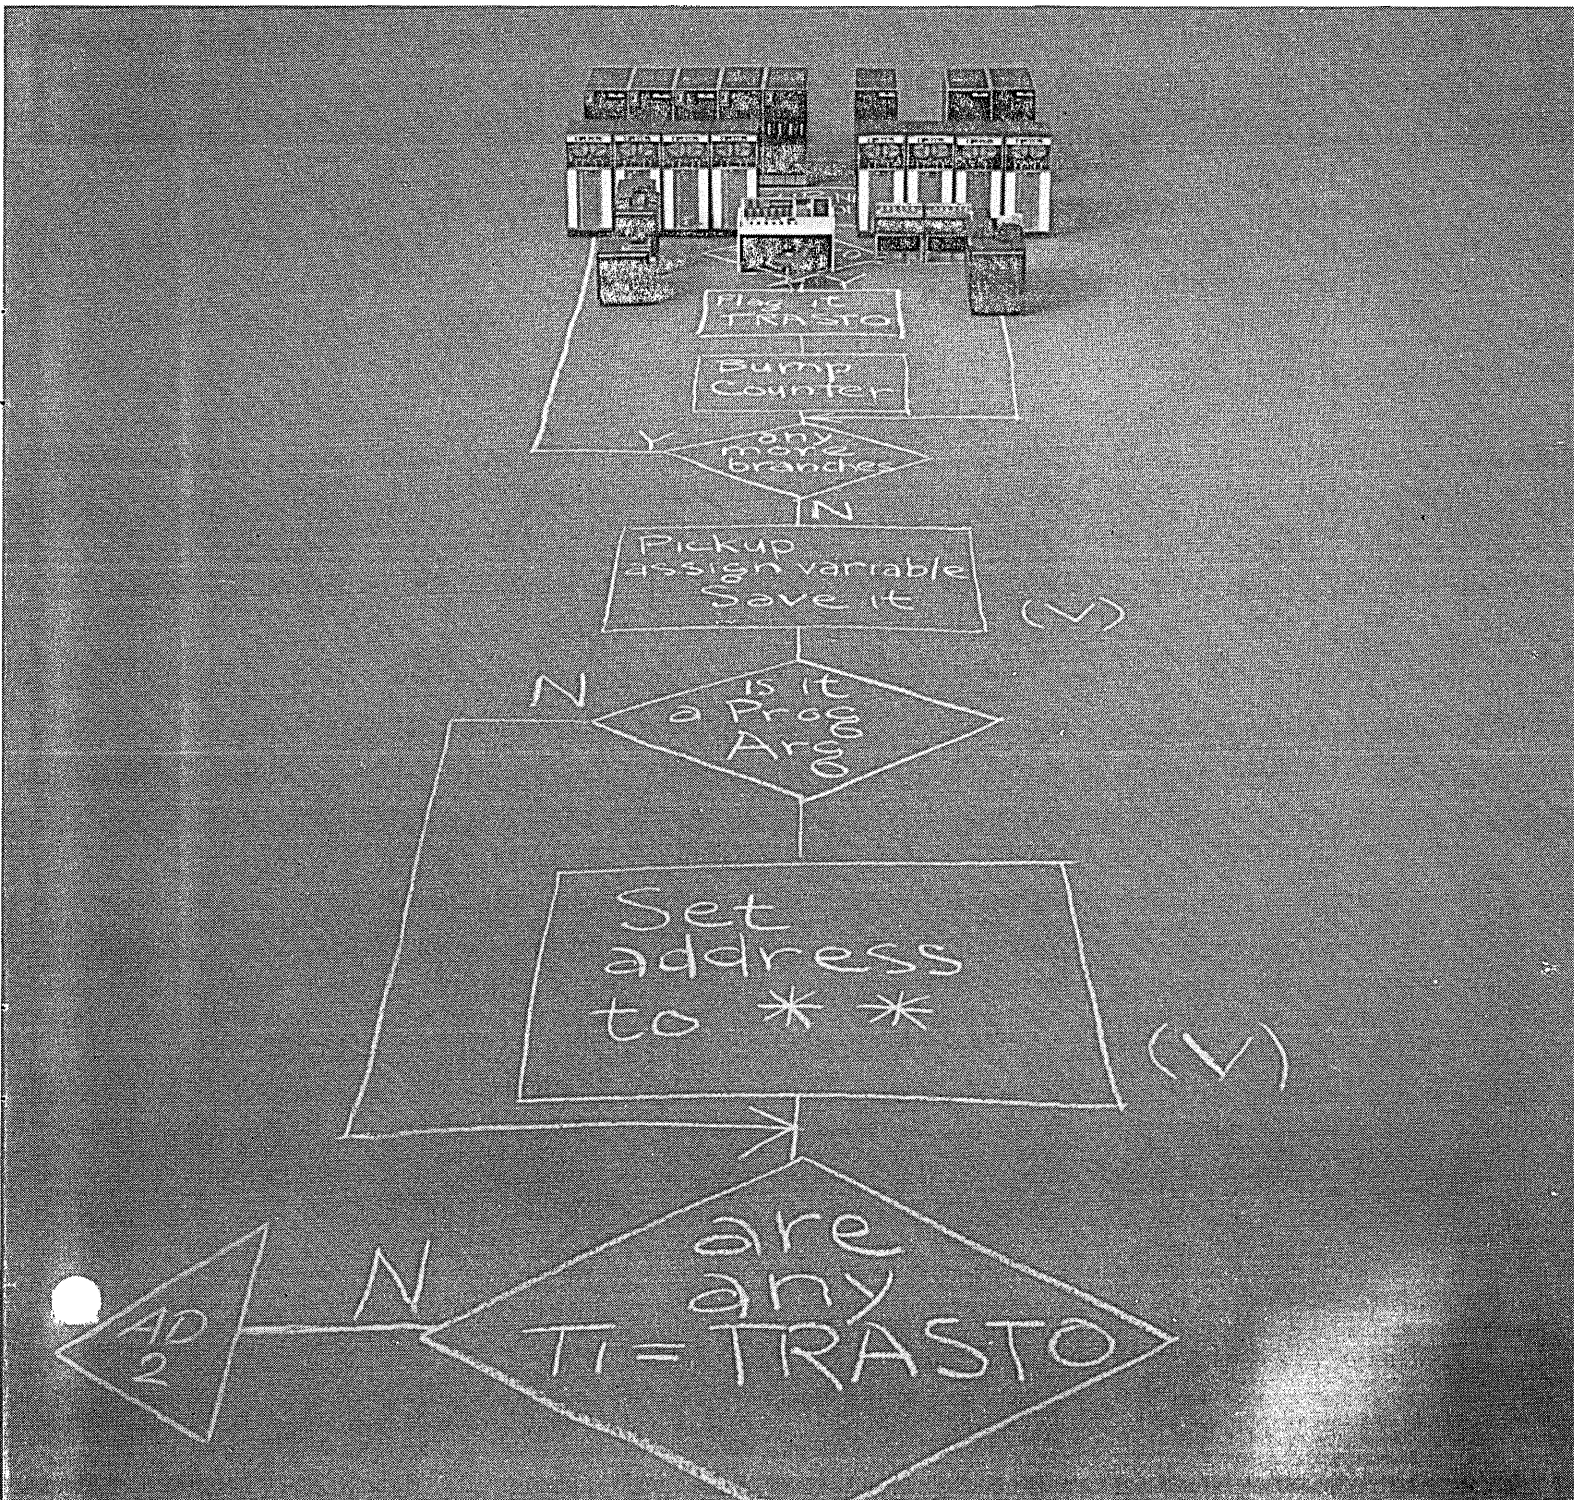 Flag it
TRASTO
Bump
Counter
any
more
branches
Y
N
Pickup
assign variable
Save it
(✓)
N
is it
a Prog
Arg
Set
address
to * *
(✓)
are
any
TI=TRASTO
N
AD
2